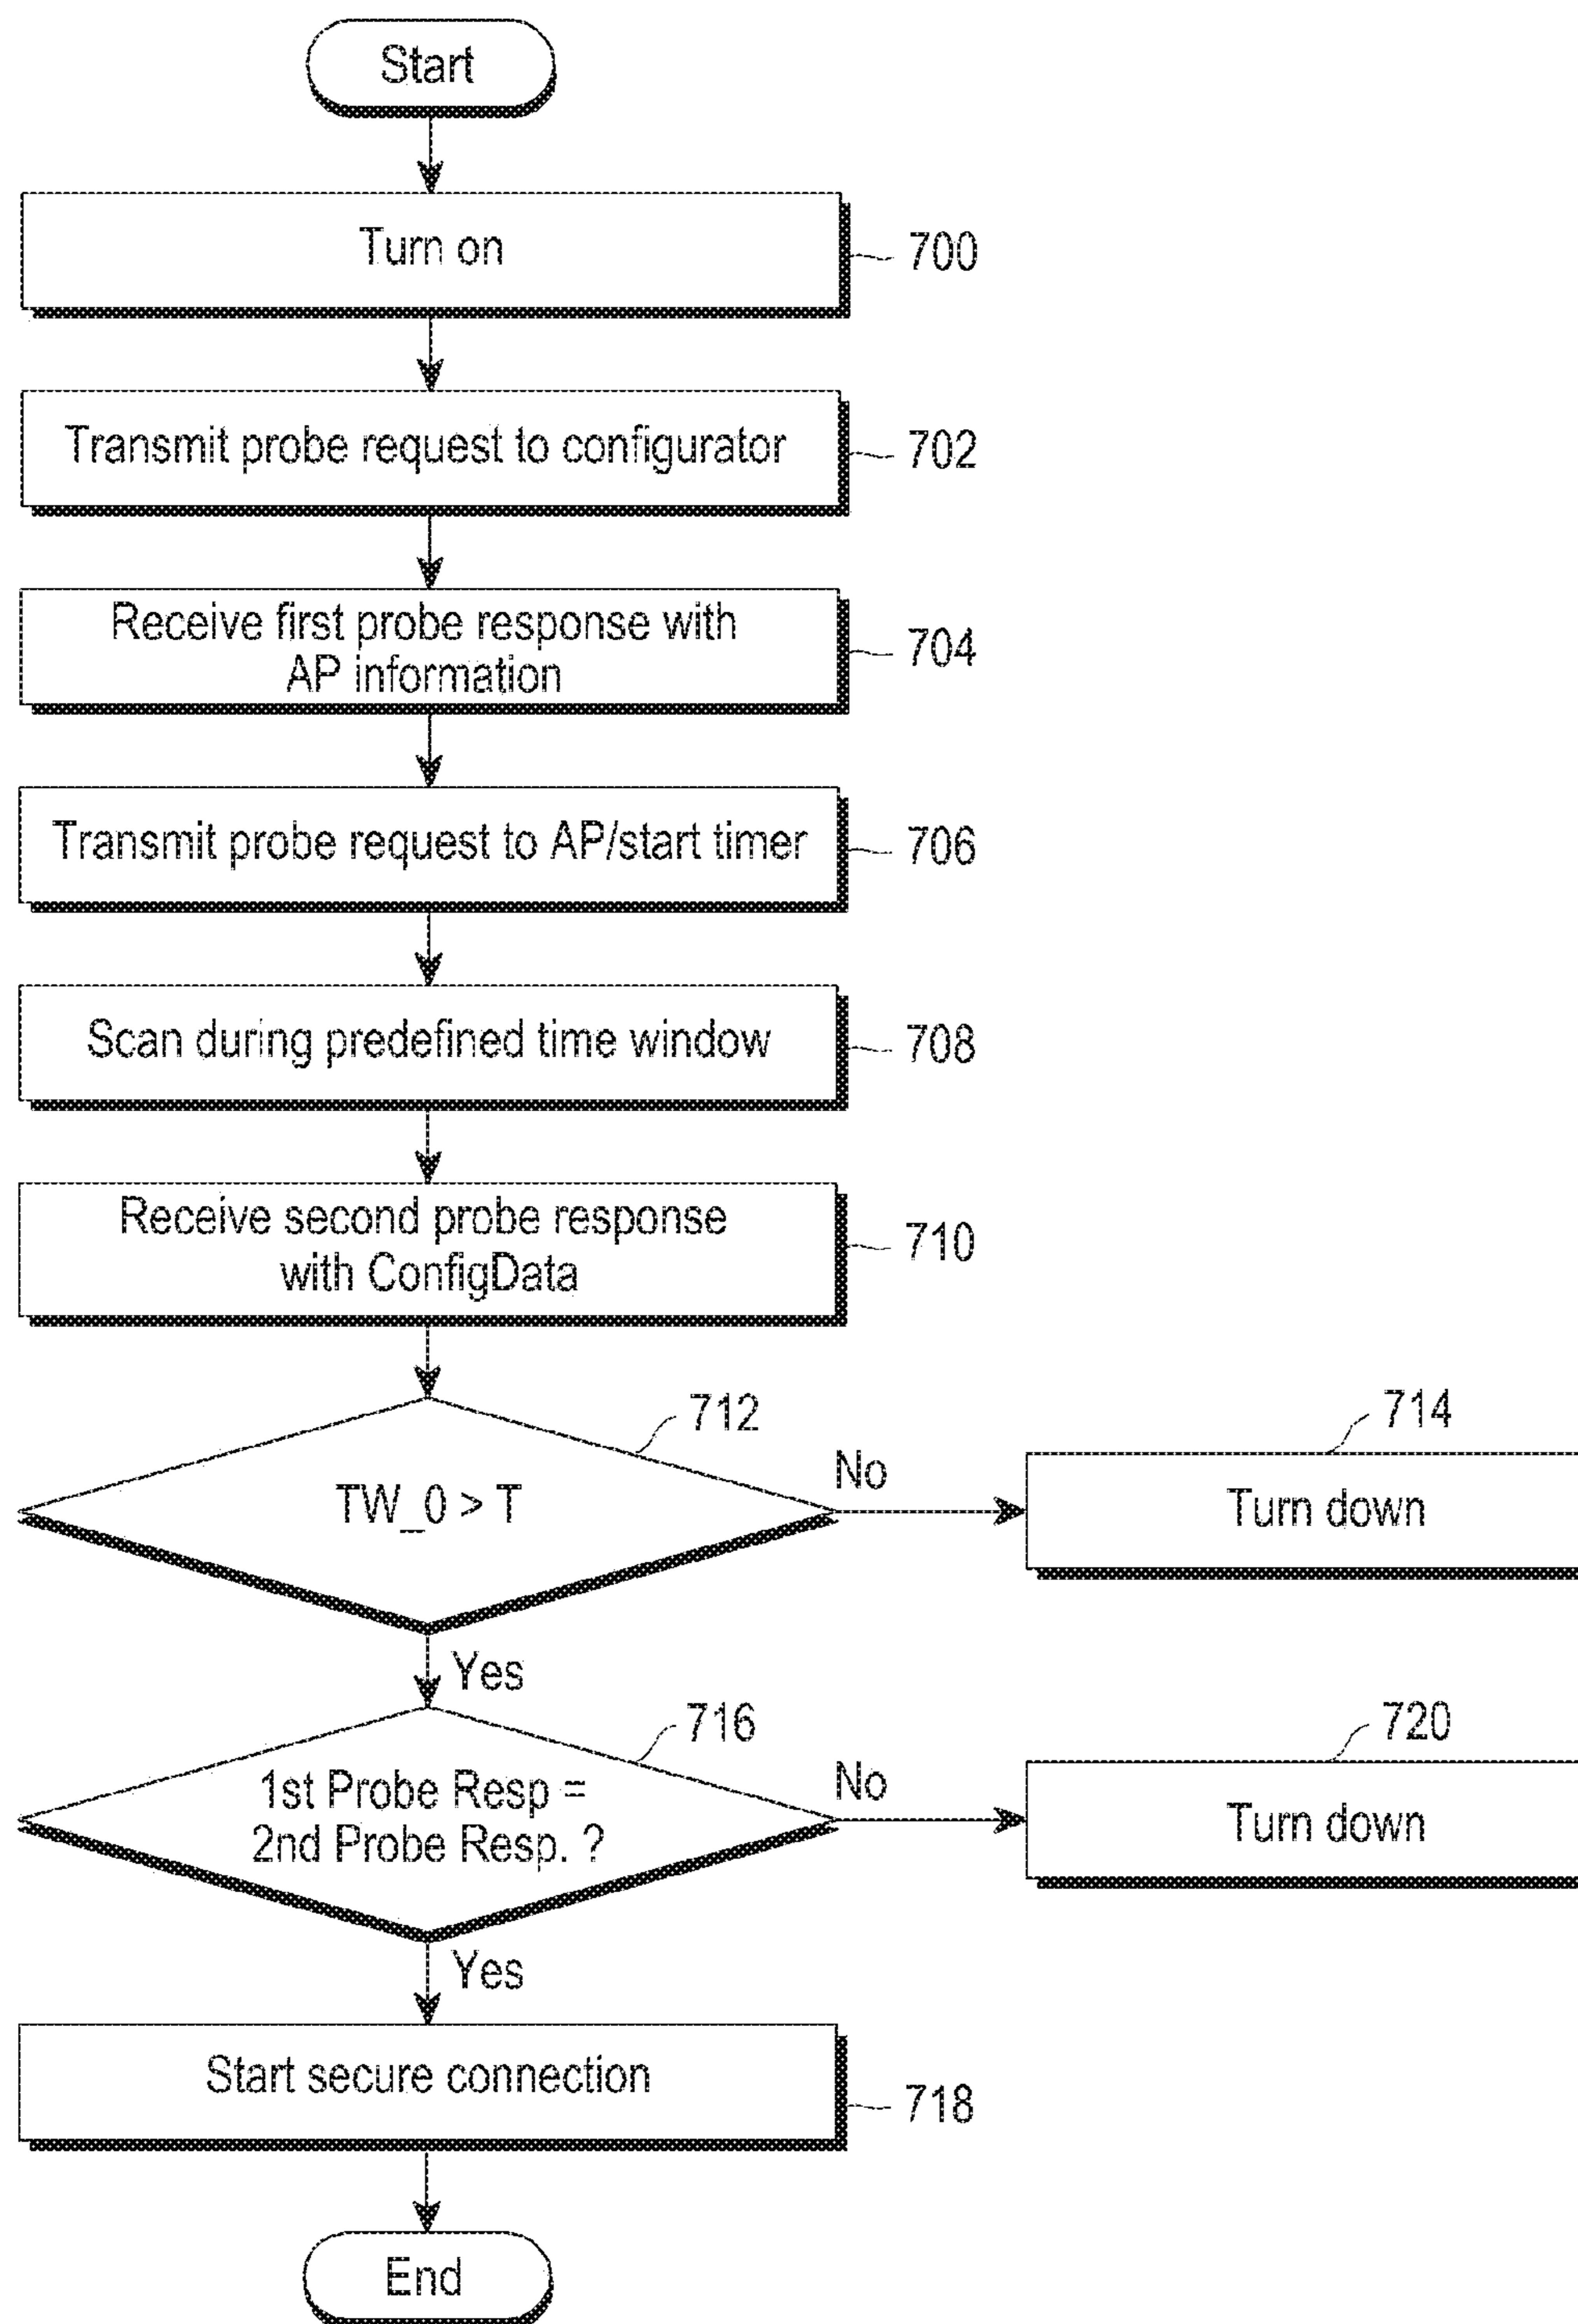 Start
Turn on
700
Transmit probe request to configurator
702
Receive first probe response with
AP information
704
Transmit probe request to AP/start timer
706
Scan during predefined time window
708
Receive second probe response
with ConfigData
710
712
TW_0 > T
No
714
Turn down
Yes
716
1st Probe Resp =
2nd Probe Resp. ?
No
720
Turn down
Yes
Start secure connection
718
End